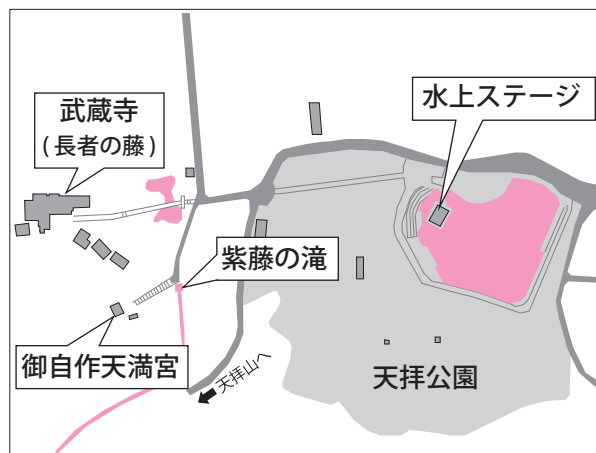 武蔵寺
(長者の藤)
水上ステージ
紫藤の滝
御自作天満宮
天拝山へ
天拝公園